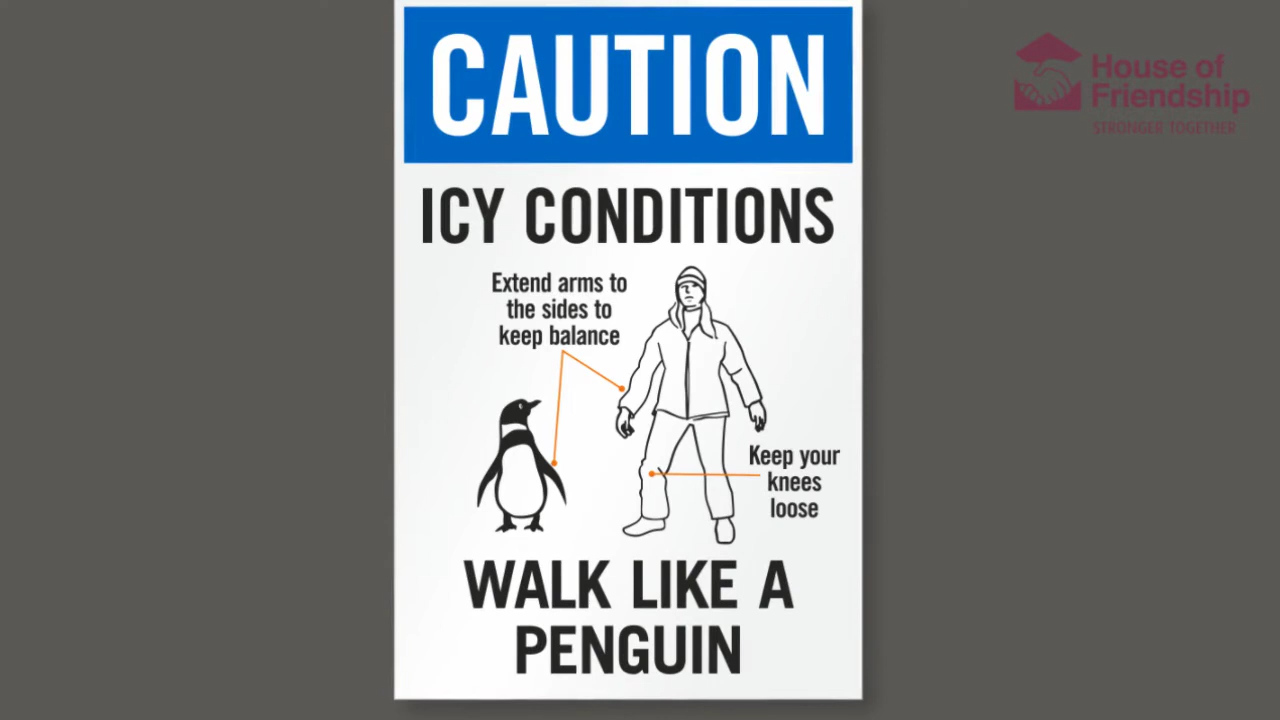 CAUTION
ICY CONDITIONS
Extend arms to
the sides to
keep balance
Keep your
knees
loose
WALK LIKE A
PENGUIN
House of
Friendship
STRONGER TOGETHER